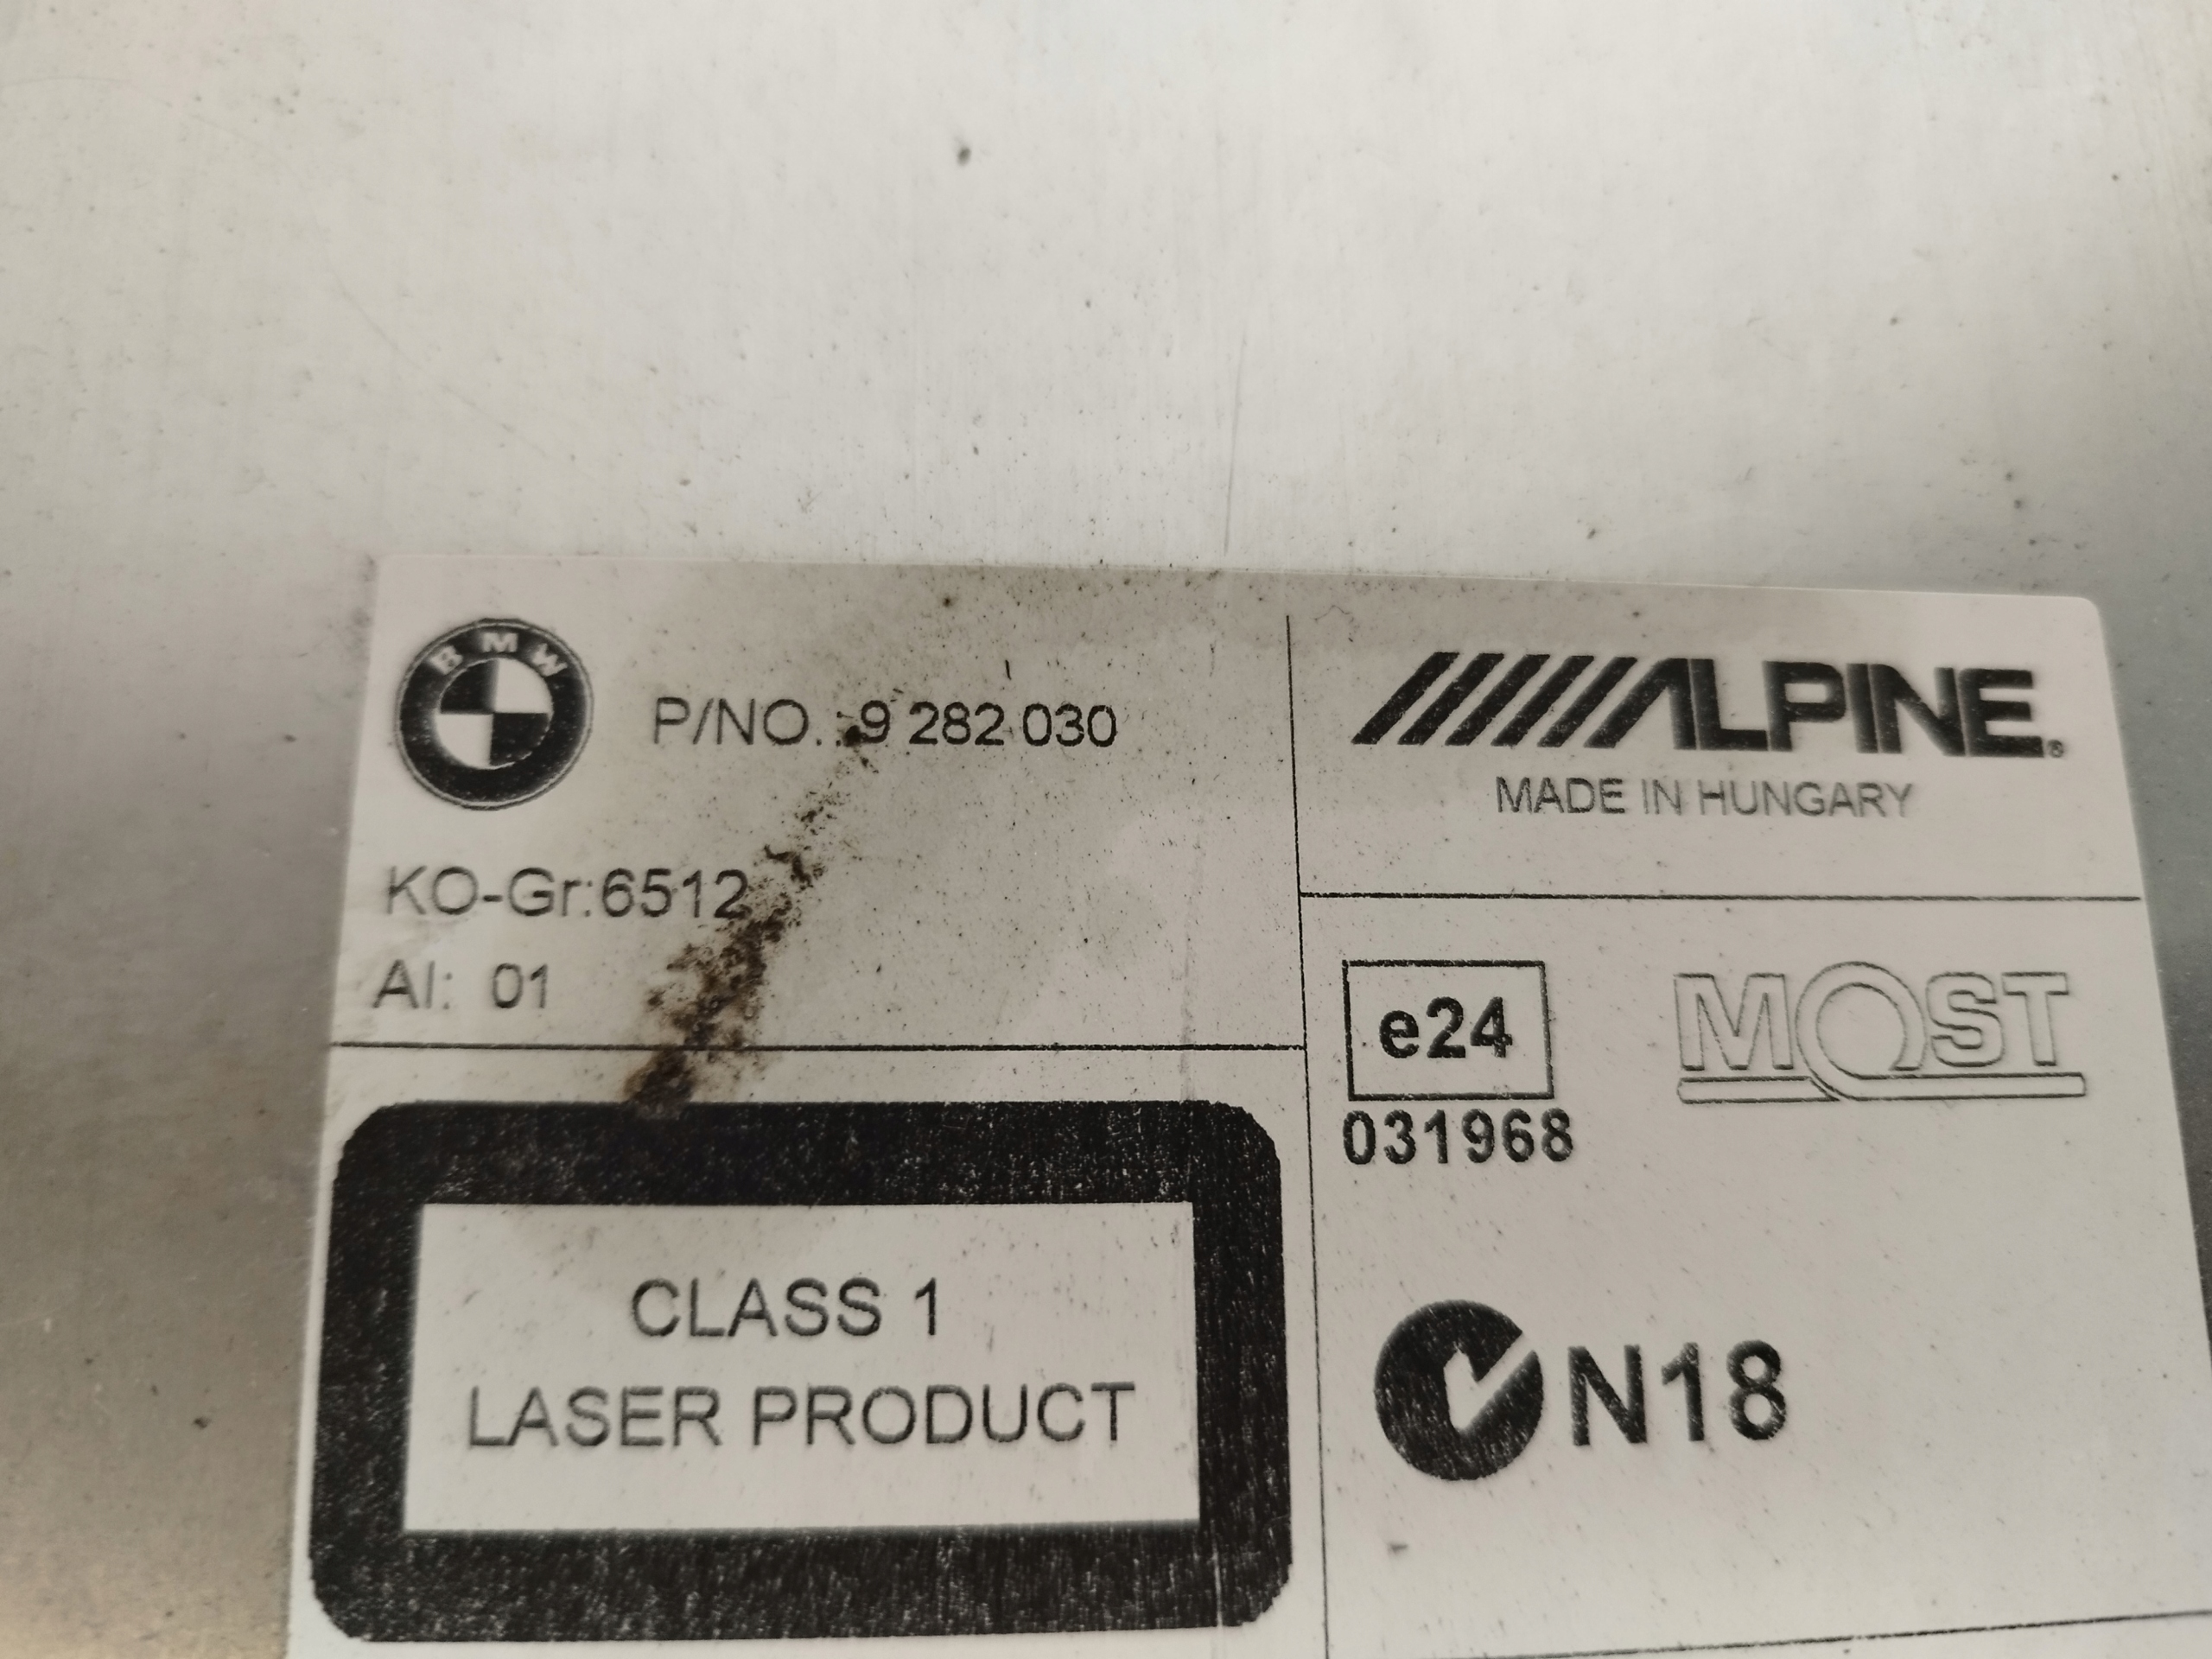 BMW
P/NO.: 9 282 030
KO-Gr:6512
AI: 01
CLASS 1
LASER PRODUCT
ALPINE®
MADE IN HUNGARY
e24
031968
MOST
N18